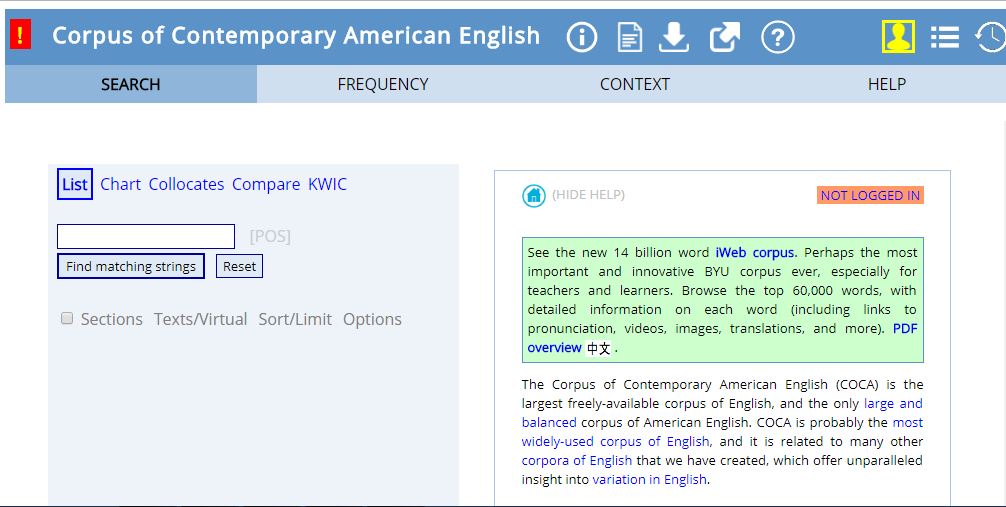 ! Corpus of Contemporary American English i ?
SEARCH FREQUENCY CONTEXT HELP
List Chart Collocates Compare KWIC
[POS]
Find matching strings Reset
Sections Texts/Virtual Sort/Limit Options
(HIDE HELP) NOT LOGGED IN
See the new 14 billion word iWeb corpus. Perhaps the most
important and innovative BYU corpus ever, especially for
teachers and learners. Browse the top 60,000 words, with
detailed information on each word (including links to
pronunciation, videos, images, translations, and more). PDF
overview 中文 .
The Corpus of Contemporary American English (COCA) is the
largest freely-available corpus of English, and the only large and
balanced corpus of American English. COCA is probably the most
widely-used corpus of English, and it is related to many other
corpora of English that we have created, which offer unparalleled
insight into variation in English.